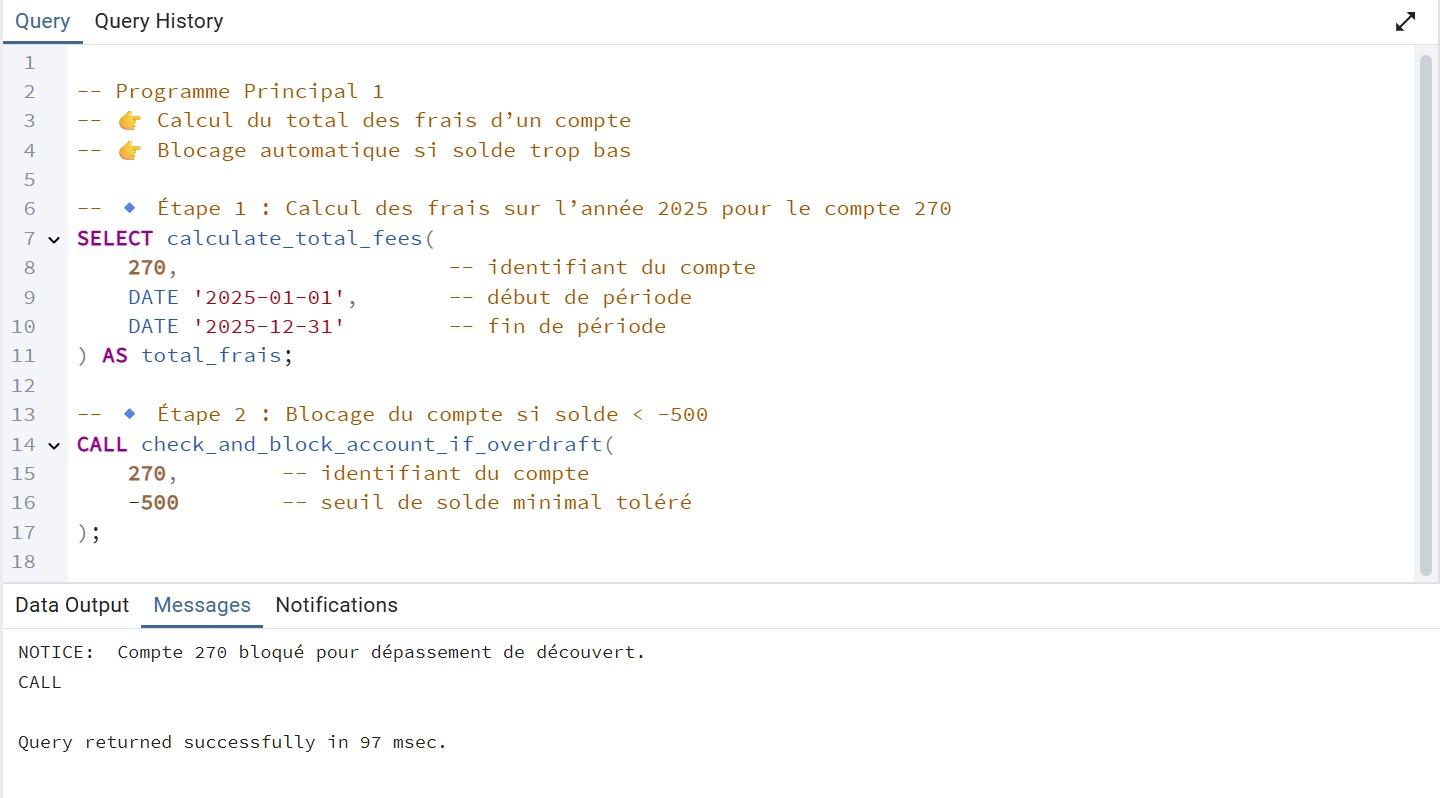 Query Query History
1
2 -- Programme Principal 1
3 -- 👉 Calcul du total des frais d’un compte
4 -- 👉 Blocage automatique si solde trop bas
5
6 -- 🔹 Étape 1 : Calcul des frais sur l’année 2025 pour le compte 270
7 SELECT calculate_total_fees(
8 270, -- identifiant du compte
9 DATE '2025-01-01', -- début de période
10 DATE '2025-12-31' -- fin de période
11 ) AS total_frais;
12
13 -- 🔹 Étape 2 : Blocage du compte si solde < -500
14 CALL check_and_block_account_if_overdraft(
15 270, -- identifiant du compte
16 -500 -- seuil de solde minimal toléré
17 );
18
Data Output Messages Notifications
NOTICE: Compte 270 bloqué pour dépassement de découvert.
CALL
Query returned successfully in 97 msec.